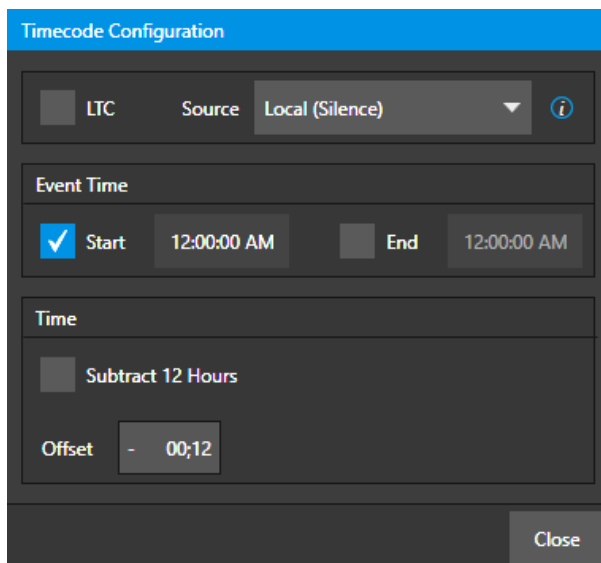 Timecode Configuration
LTC Source Local (Silence) i
Event Time
Start 12:00:00 AM End 12:00:00 AM
Time
Subtract 12 Hours
Offset - 00;12
Close